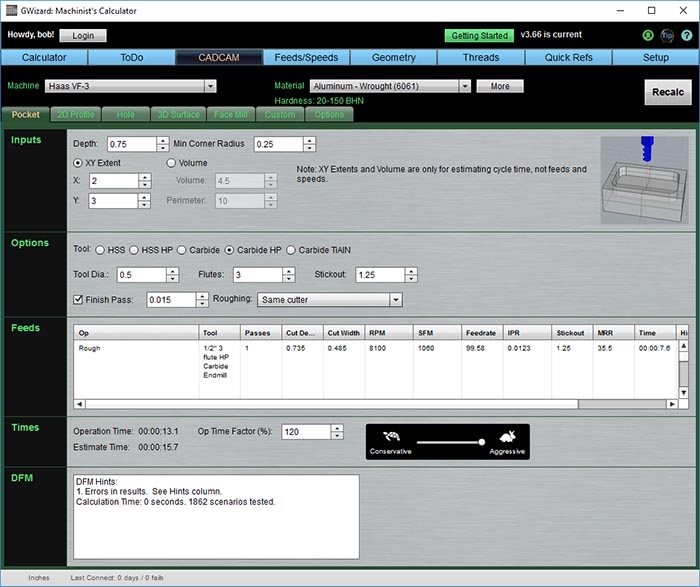 GWizard: Machinist's Calculator
Howdy, bob! Login Getting Started v3.66 is current Tip ?
Calculator ToDo CADCAM Feeds/Speeds Geometry Threads Quick Refs Setup
Machine Haas VF-3 Material Aluminum - Wrought (6061) More Recalc
Hardness: 20-150 BHN
Pocket 2D Profile Hole 3D Surface Face Mill Custom Options
Inputs
Depth: 0.75 Min Corner Radius 0.25
XY Extent Volume
Note: XY Extents and Volume are only for estimating cycle time, not feeds and
speeds.
X: 2 Volume: 4.5
Y: 3 Perimeter: 10
Options
Tool: HSS HSS HP Carbide Carbide HP Carbide TiAlN
Tool Dia.: 0.5 Flutes: 3 Stickout: 1.25
Finish Pass: 0.015 Roughing: Same cutter
Feeds
Op Tool Passes Cut De... Cut Width RPM SFM Feedrate IPR Stickout MRR Time Hi
Rough 1/2" 3 1 0.735 0.485 8100 1060 99.58 0.0123 1.25 35.5 00:00:7.6
flute HP
Carbide
Endmill
Times
Operation Time: 00:00:13.1 Op Time Factor (%): 120
Estimate Time: 00:00:15.7
Conservative Aggressive
DFM
DFM Hints:
1. Errors in results. See Hints column.
Calculation Time: 0 seconds. 1862 scenarios tested.
Inches Last Connect: 0 days / 0 fails